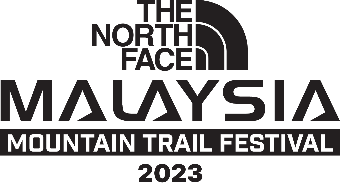 THE
NORTH
FACE
MALAYSIA
MOUNTAIN TRAIL FESTIVAL
2023